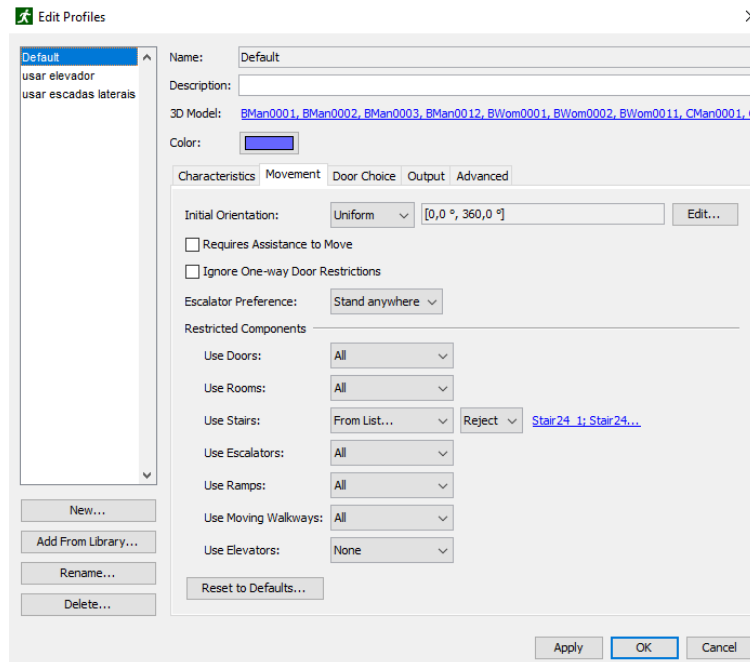 Edit Profiles
Default
usar elevador
usar escadas laterais
New...
Add From Library...
Rename...
Delete...
Name: Default
Description:
3D Model: BMan0001, BMan0002, BMan0003, BMan0012, BWom0001, BWom0002, BWom0011, CMan0001,
Color:
Characteristics Movement Door Choice Output Advanced
Initial Orientation: Uniform [0,0 °, 360,0 °] Edit...
Requires Assistance to Move
Ignore One-way Door Restrictions
Escalator Preference: Stand anywhere
Restricted Components
Use Doors: All
Use Rooms: All
Use Stairs: From List... Reject Stair24_1; Stair24...
Use Escalators: All
Use Ramps: All
Use Moving Walkways: All
Use Elevators: None
Reset to Defaults...
Apply OK Cancel